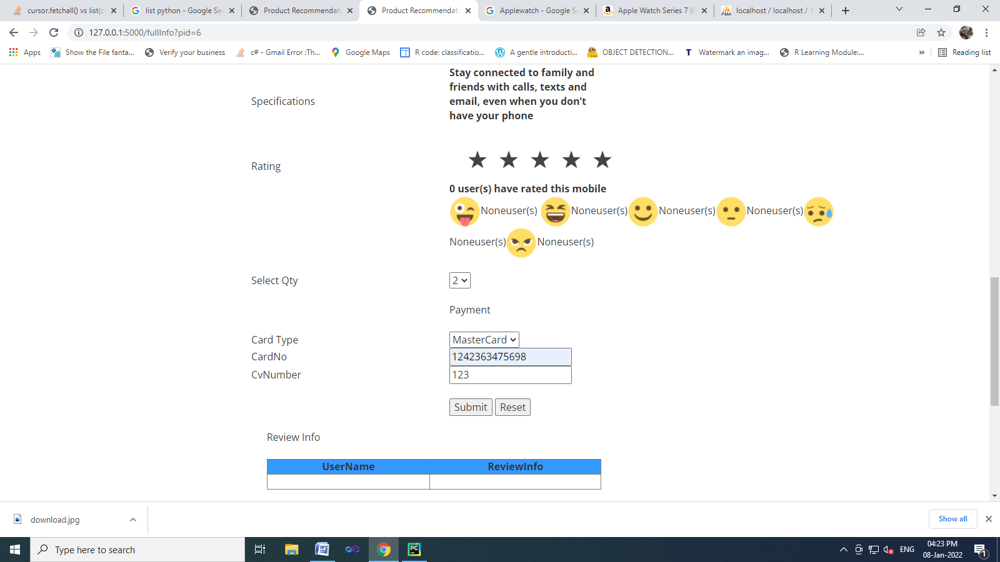 cursor.fetchall() vs list(c
list python - Google Se
Product Recommendati
Product Recommendati
Applewatch - Google S
Apple Watch Series 7 (G
localhost / localhost / 1
127.0.0.1:5000/fullInfo?pid=6
Apps
Show the File fanta...
Verify your business
c# - Gmail Error :Th...
Google Maps
R code: classificatio...
A gentle introducti...
OBJECT DETECTION...
T Watermark an imag...
R Learning Module:...
»
Reading list
Stay connected to family and
friends with calls, texts and
email, even when you don’t
have your phone
Specifications
Rating
0 user(s) have rated this mobile
Noneuser(s) Noneuser(s) Noneuser(s) Noneuser(s)
Noneuser(s) Noneuser(s)
Select Qty 2
Payment
Card Type MasterCard
CardNo 1242363475698
CvNumber 123
Submit Reset
Review Info
UserName ReviewInfo
download.jpg
Show all
Type here to search
ENG
04:23 PM
08-Jan-2022
1